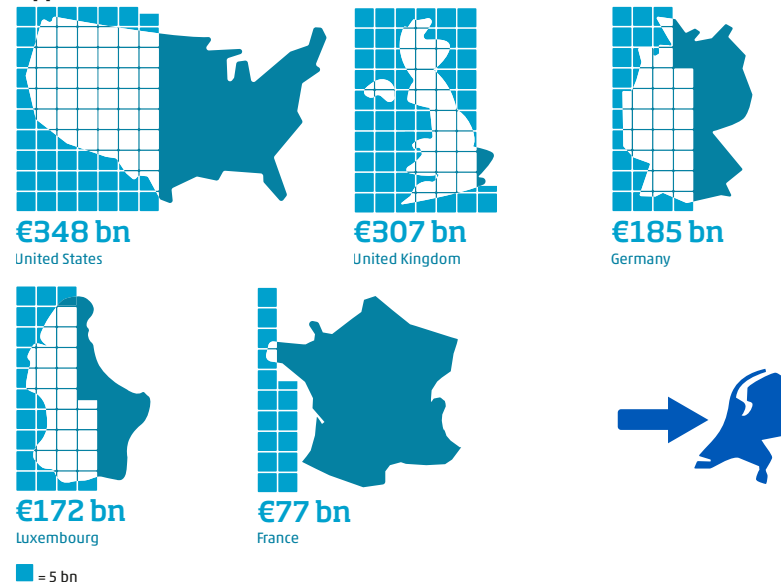 €348 bn
United States
€307 bn
United Kingdom
€185 bn
Germany
€172 bn
Luxembourg
€77 bn
France
= 5 bn